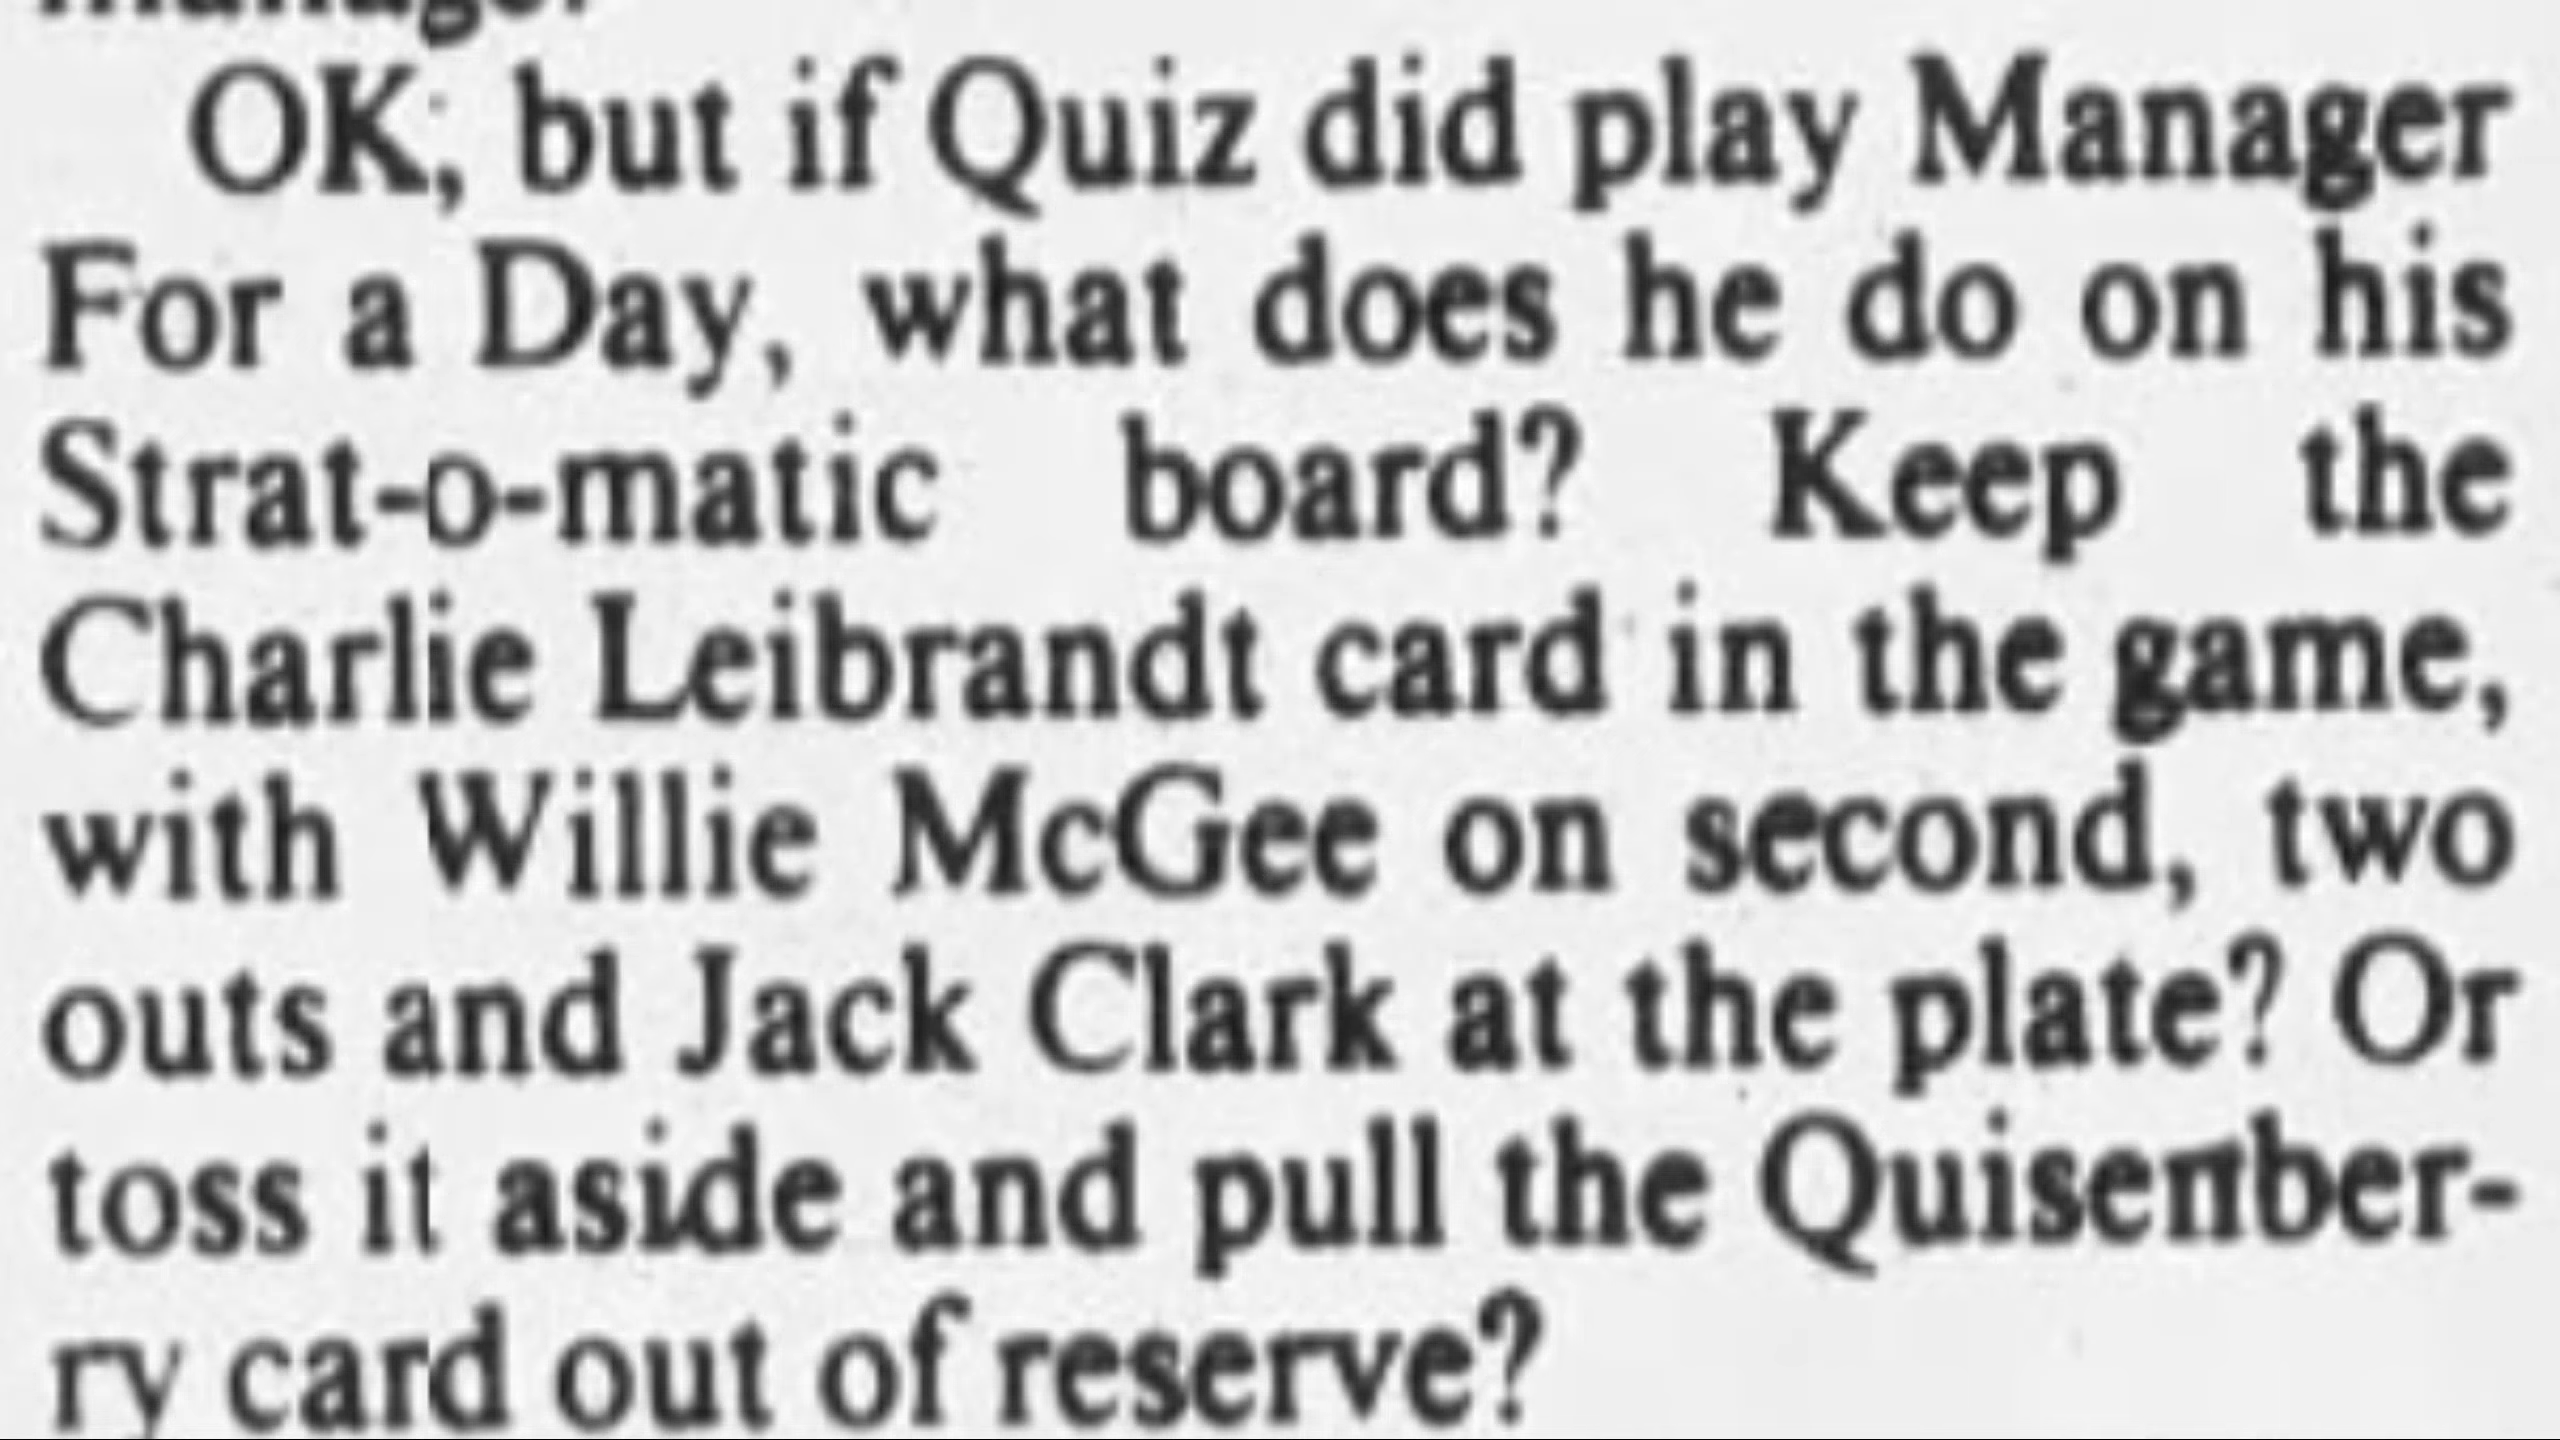 OK, but if Quiz did play Manager
For a Day, what does he do on his
Strat-o-matic board? Keep the
Charlie Leibrandt card in the game,
with Willie McGee on second, two
outs and Jack Clark at the plate? Or
toss it aside and pull the Quisenber-
ry card out of reserve?